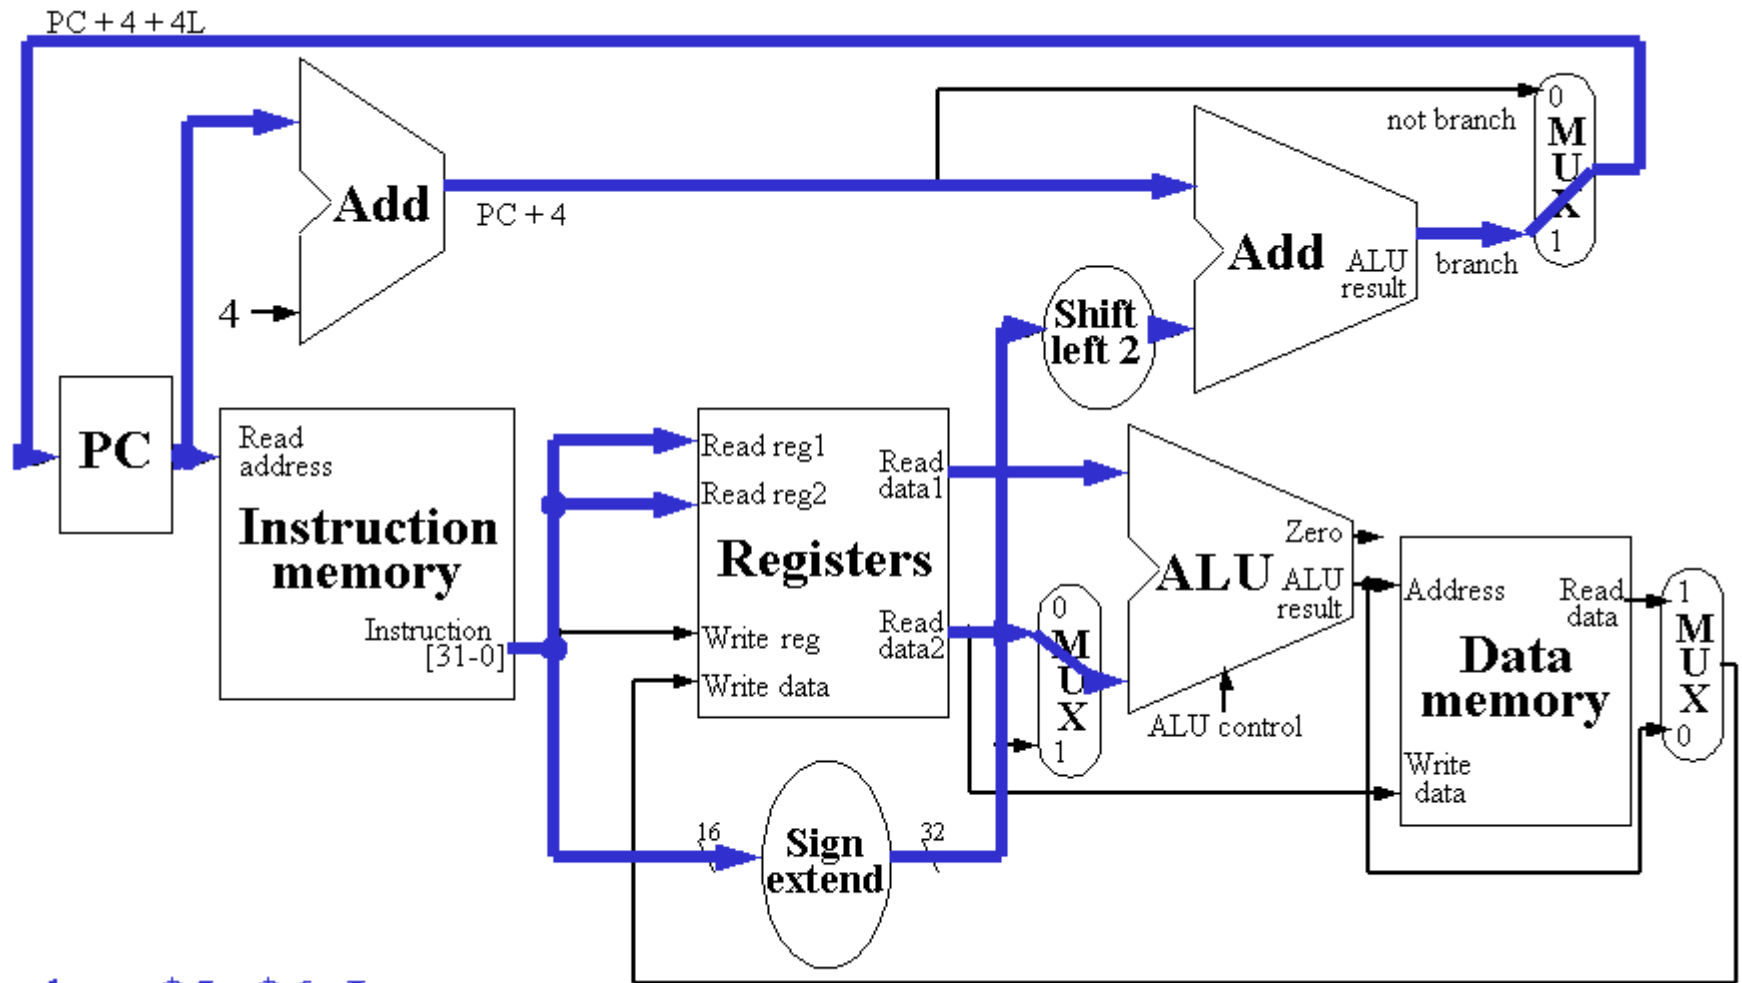 PC + 4 + 4L
0
not branch
M
U
X
1
Add
PC + 4
Add
ALU
result
branch
4
Shift
left 2
PC
Read
address
Instruction
memory
Instruction
[31-0]
Read reg1
Read
data1
Read reg2
Registers
Write reg
Read
data2
Write data
0
M
U
X
1
Zero
ALU
ALU
result
ALU control
Address
Read
data
Data
memory
Write
data
1
M
U
X
0
16
Sign
extend
32